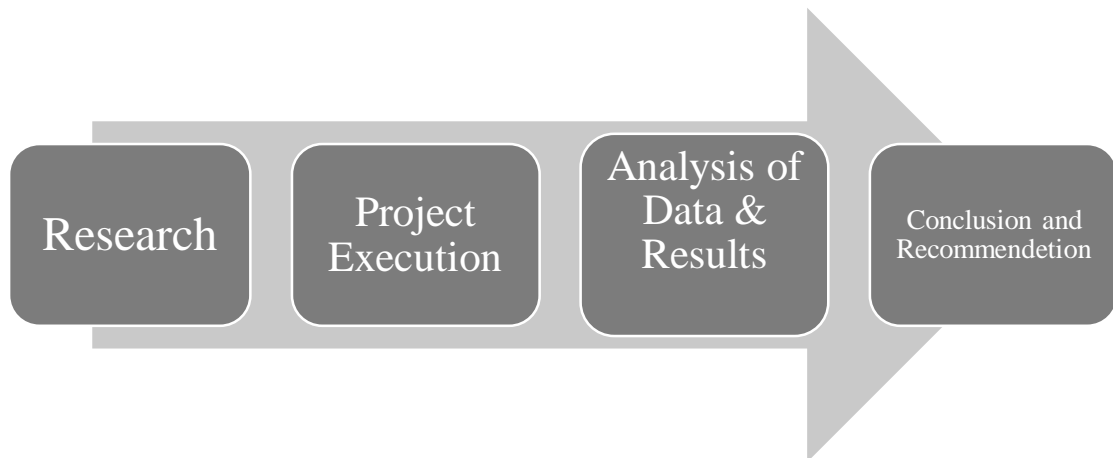 Research
Project
Execution
Analysis of
Data &
Results
Conclusion and
Recommendetion